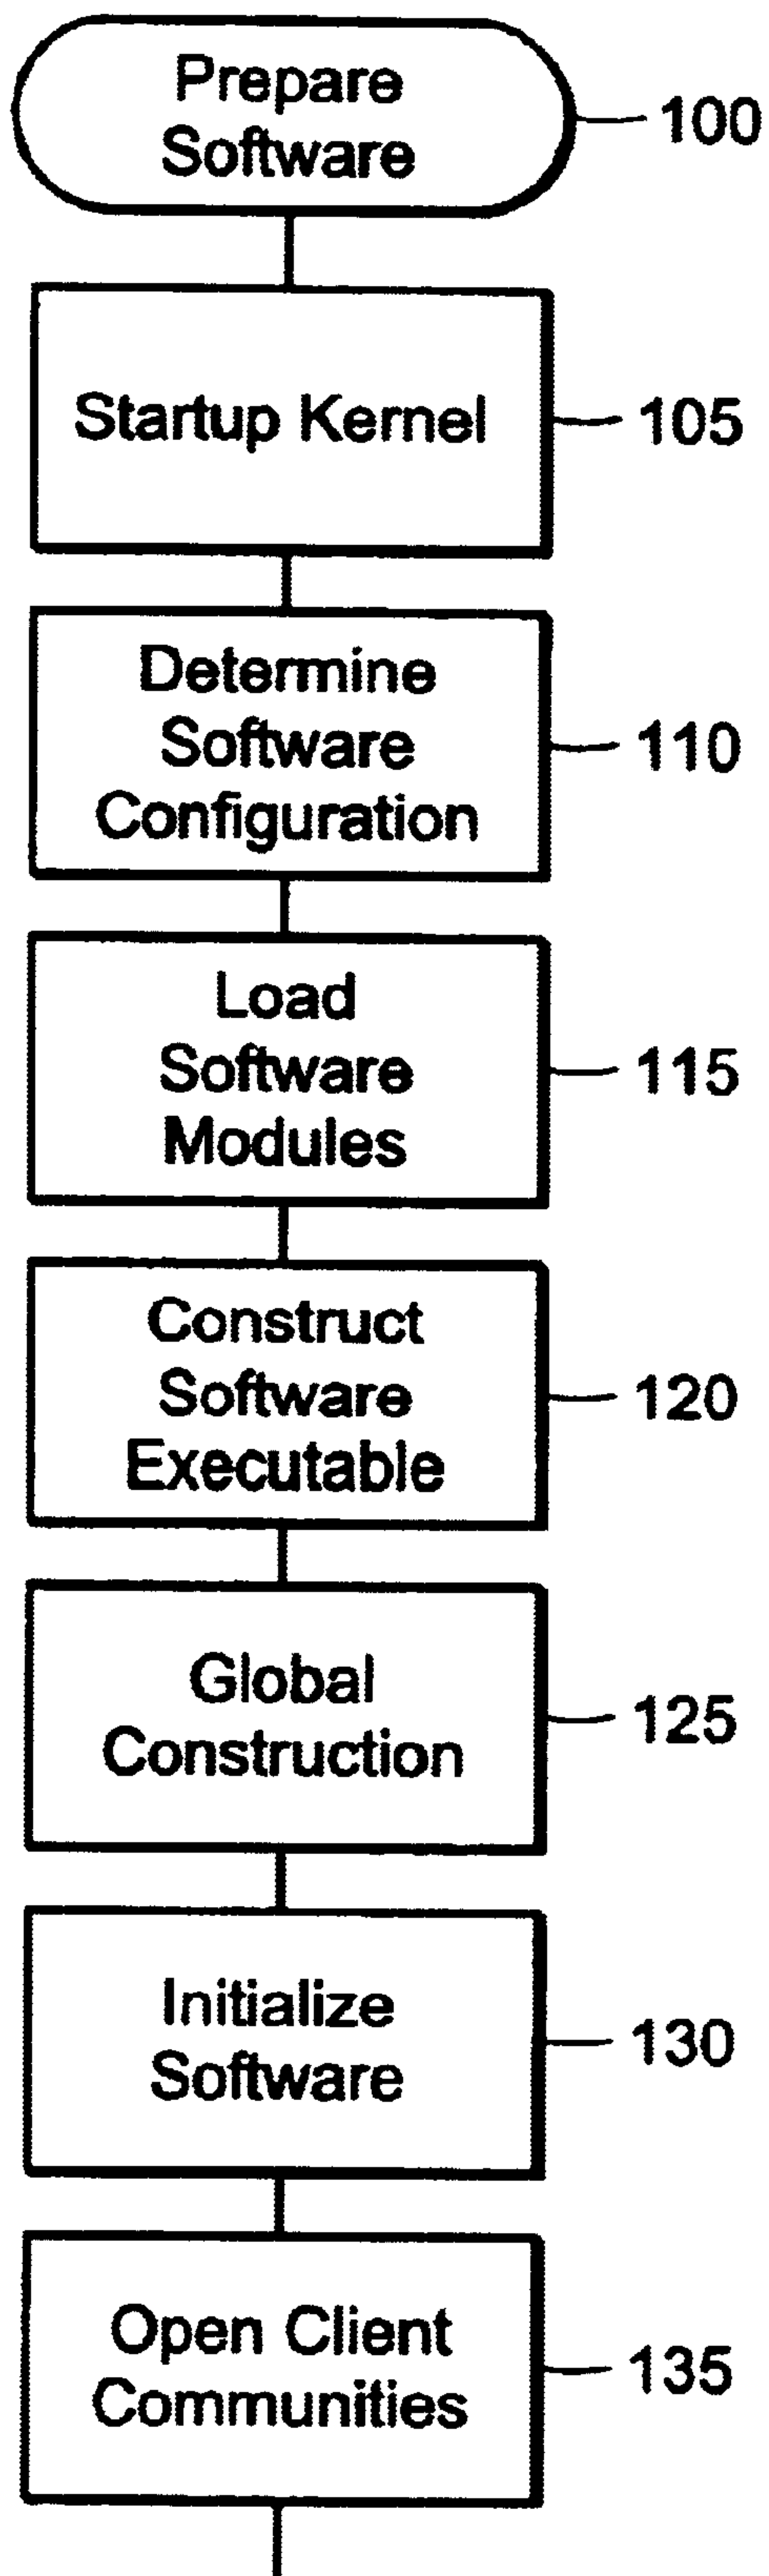 Prepare
Software
100
Startup Kernel
105
Determine
Software
Configuration
110
Load
Software
Modules
115
Construct
Software
Executable
120
Global
Construction
125
Initialize
Software
130
Open Client
Communities
135